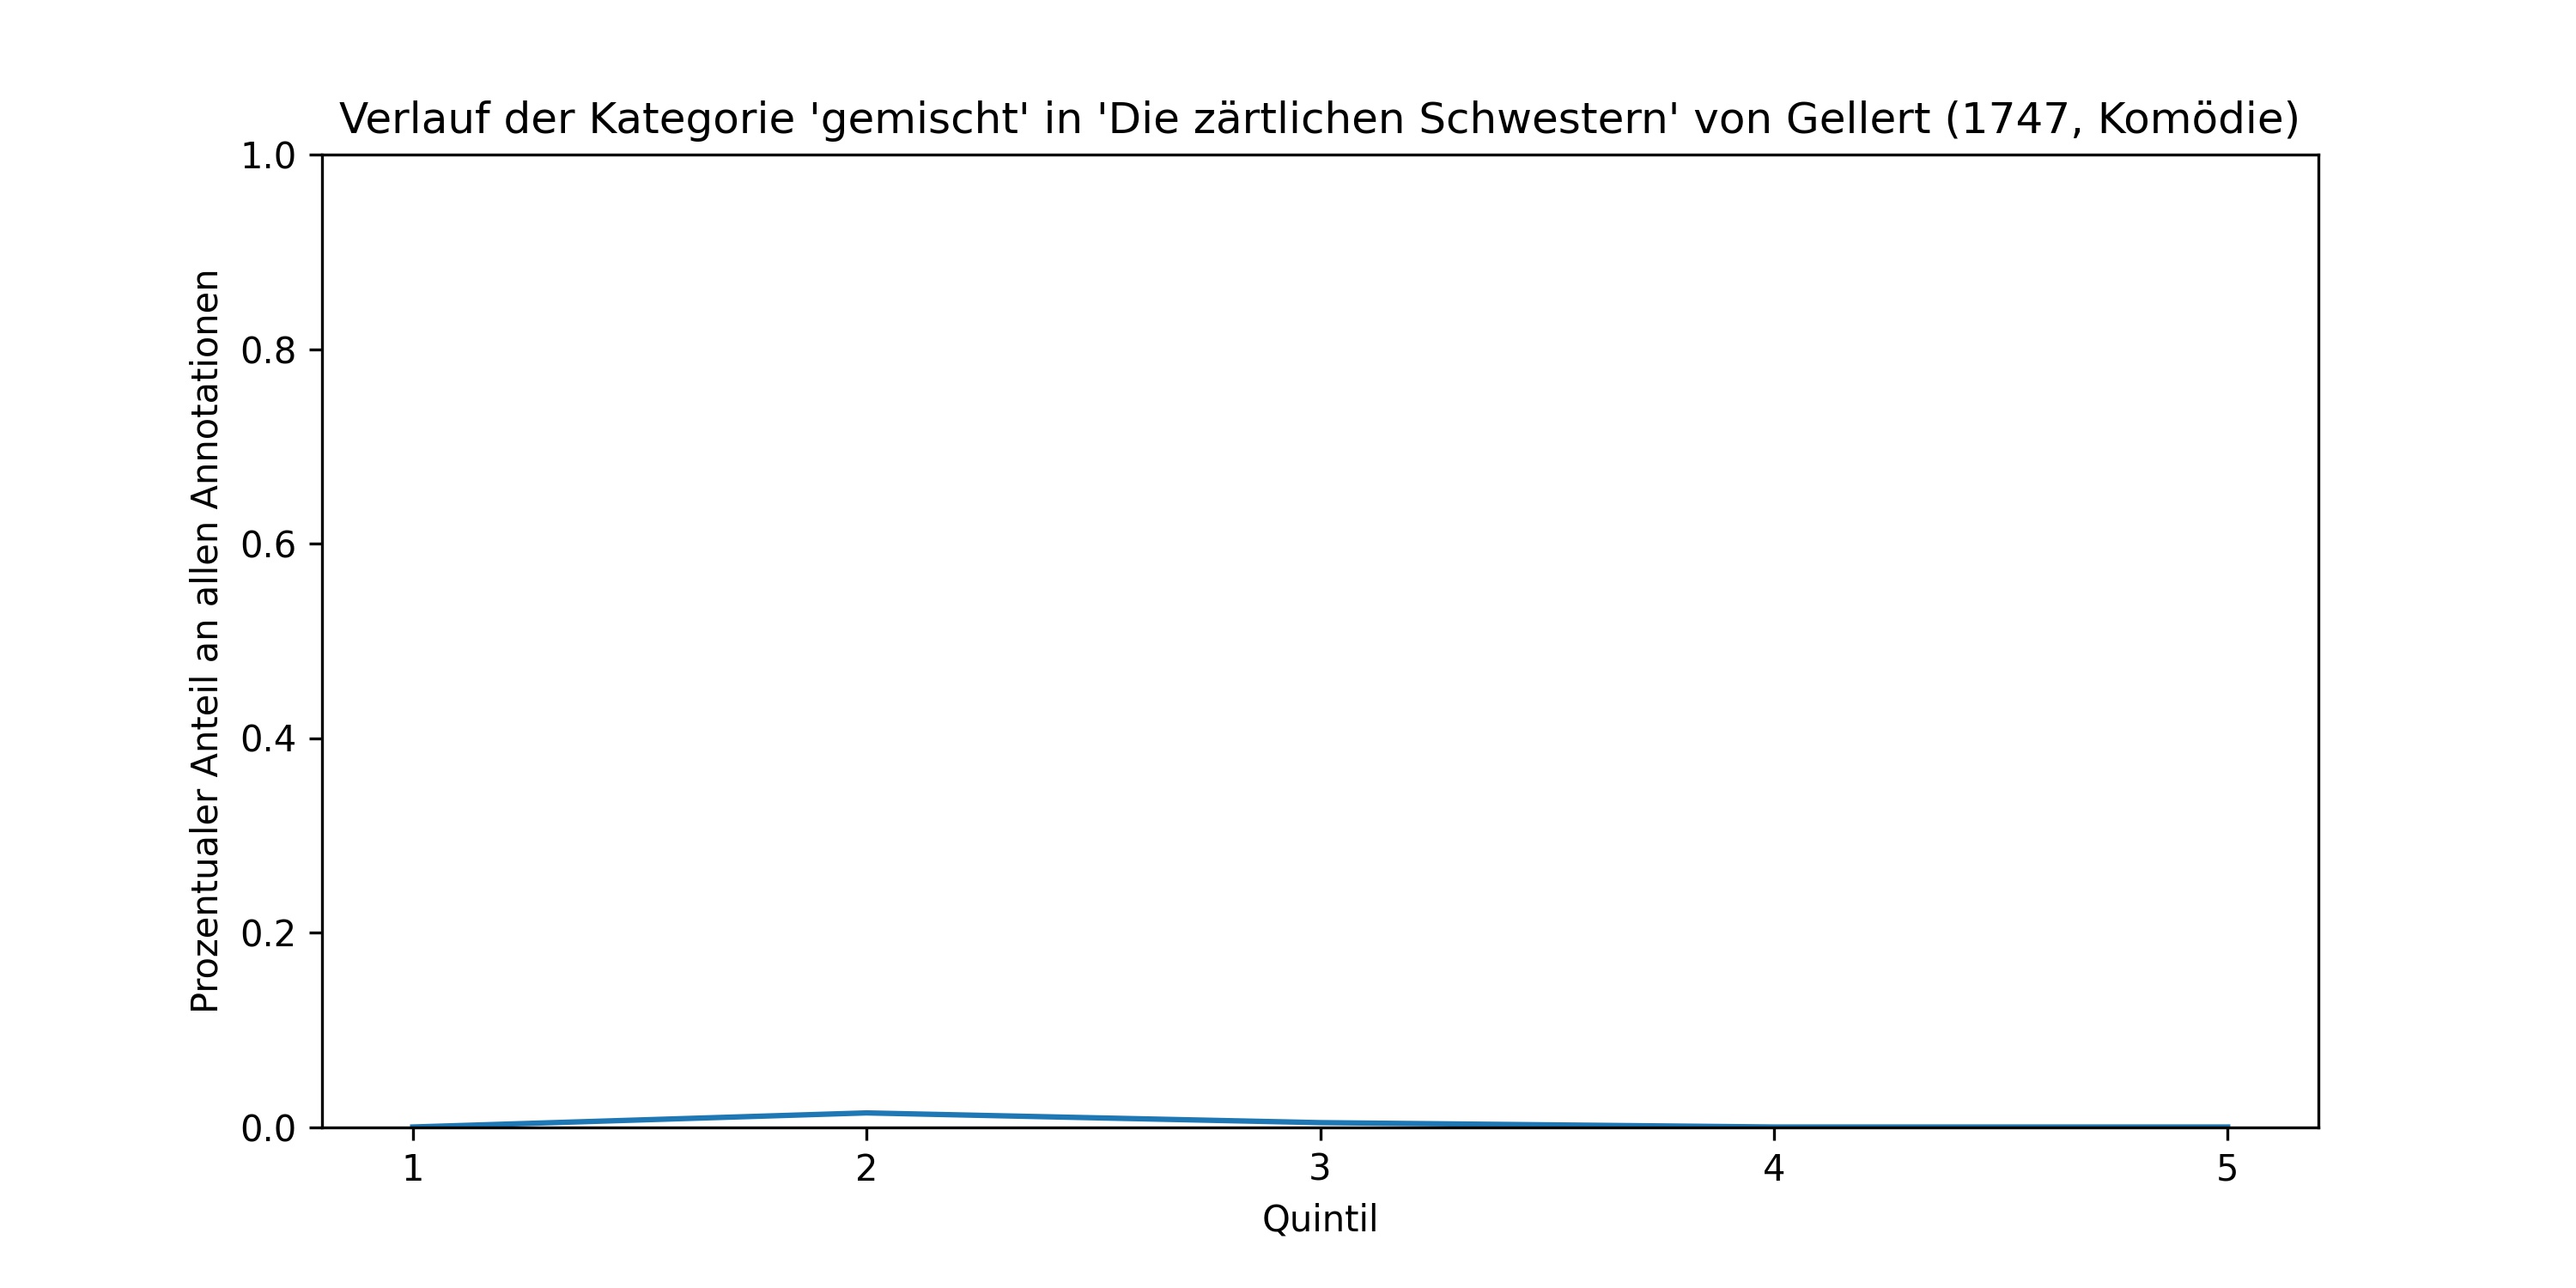 Verlauf der Kategorie 'gemischt' in 'Die zärtlichen Schwestern' von Gellert (1747, Komödie)
Prozentualer Anteil an allen Annotationen
1.0
0.8
0.6
0.4
0.2
0.0
1 2 3 4 5
Quintil